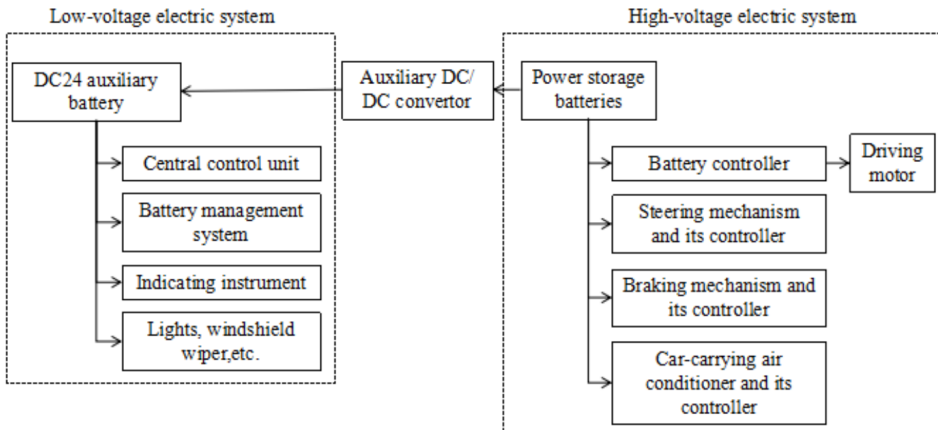 Low-voltage electric system
High-voltage electric system
DC24 auxiliary
battery
Auxiliary DC/
DC convertor
Power storage
batteries
Central control unit
Battery management
system
Indicating instrument
Lights, windshield
wiper,etc.
Battery controller
Driving
motor
Steering mechanism
and its controller
Braking mechanism and
its controller
Car-carrying air
conditioner and its
controller